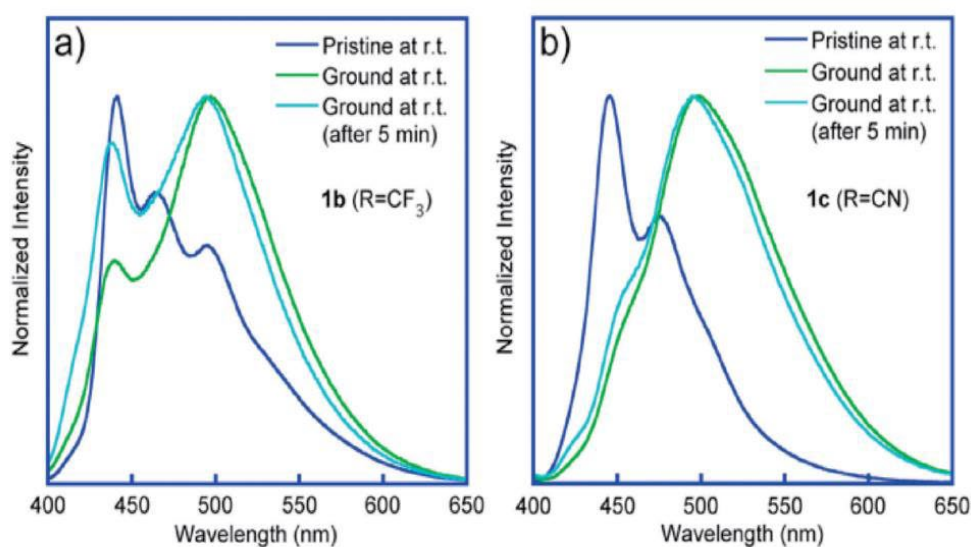 a)
Pristine at r.t.
Ground at r.t.
Ground at r.t.
(after 5 min)
1b (R=CF3)
Normalized Intensity
400 450 500 550 600 650
Wavelength (nm)
b)
Pristine at r.t.
Ground at r.t.
Ground at r.t.
(after 5 min)
1c (R=CN)
Normalized Intensity
400 450 500 550 600 650
Wavelength (nm)